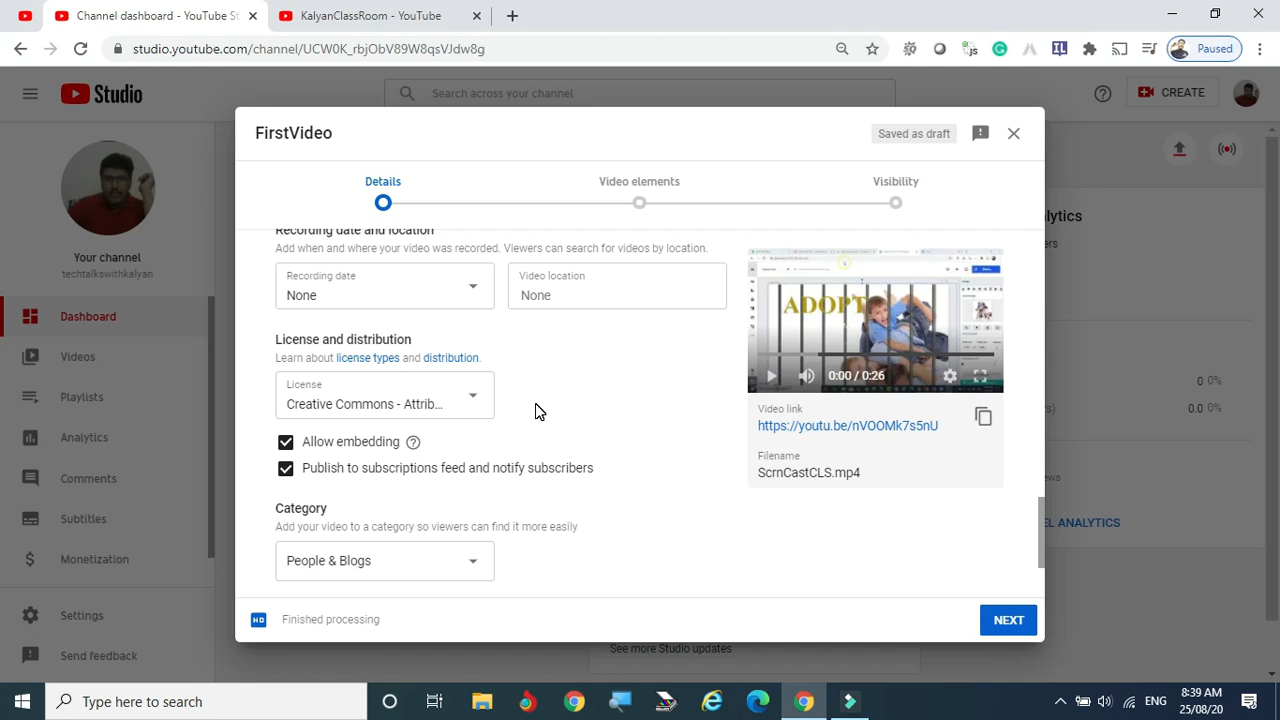 Channel dashboard - YouTube St
KalyanClassRoom - YouTube
studio.youtube.com/channel/UCW0K_rbjObV89W8qsVJdw8g
Paused
Studio
Search across your channel
CREATE
FirstVideo
Saved as draft
Details
Video elements
Visibility
Your channel
techtalkswithkalyan
Dashboard
Videos
Playlists
Analytics
Comments
Subtitles
Monetization
Settings
Send feedback
Recording date and location
Add when and where your video was recorded. Viewers can search for videos by location.
Recording date
None
Video location
None
License and distribution
Learn about license types and distribution.
License
Creative Commons - Attrib...
Allow embedding
Publish to subscriptions feed and notify subscribers
Category
Add your video to a category so viewers can find it more easily
People & Blogs
ADOPT
0:00 / 0:26
Video link
https://youtu.be/nVOOMk7s5nU
Filename
ScrnCastCLS.mp4
HD
Finished processing
NEXT
alytics
ers
0 0%
s)
0.0 0%
ews
EL ANALYTICS
See more Studio updates
Type here to search
ENG
8:39 AM
25/08/20